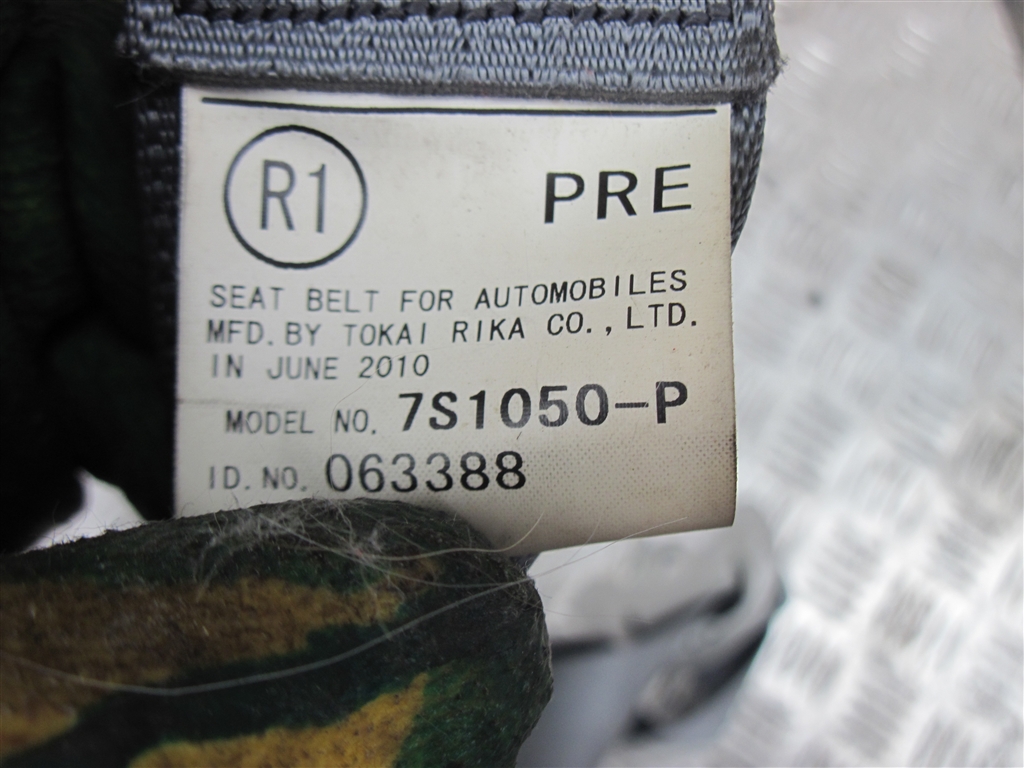 R1 PRE
SEAT BELT FOR AUTOMOBILES
MFD. BY TOKAI RIKA CO., LTD.
IN JUNE 2010
MODEL NO. 7S1050-P
ID. NO. 063388